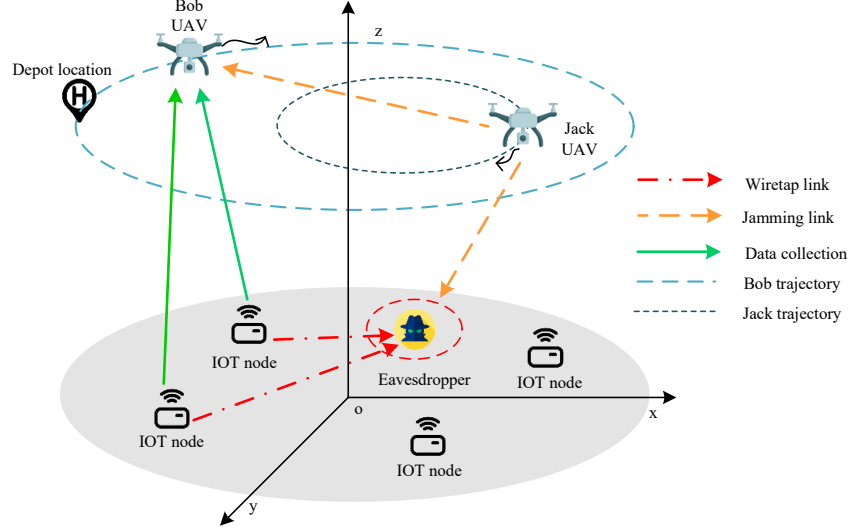 Bob
UAV
z
Depot location
H
Jack
UAV
Wiretap link
Jamming link
Data collection
Bob trajectory
Jack trajectory
IOT node
Eavesdropper
IOT node
o
x
IOT node
IOT node
y